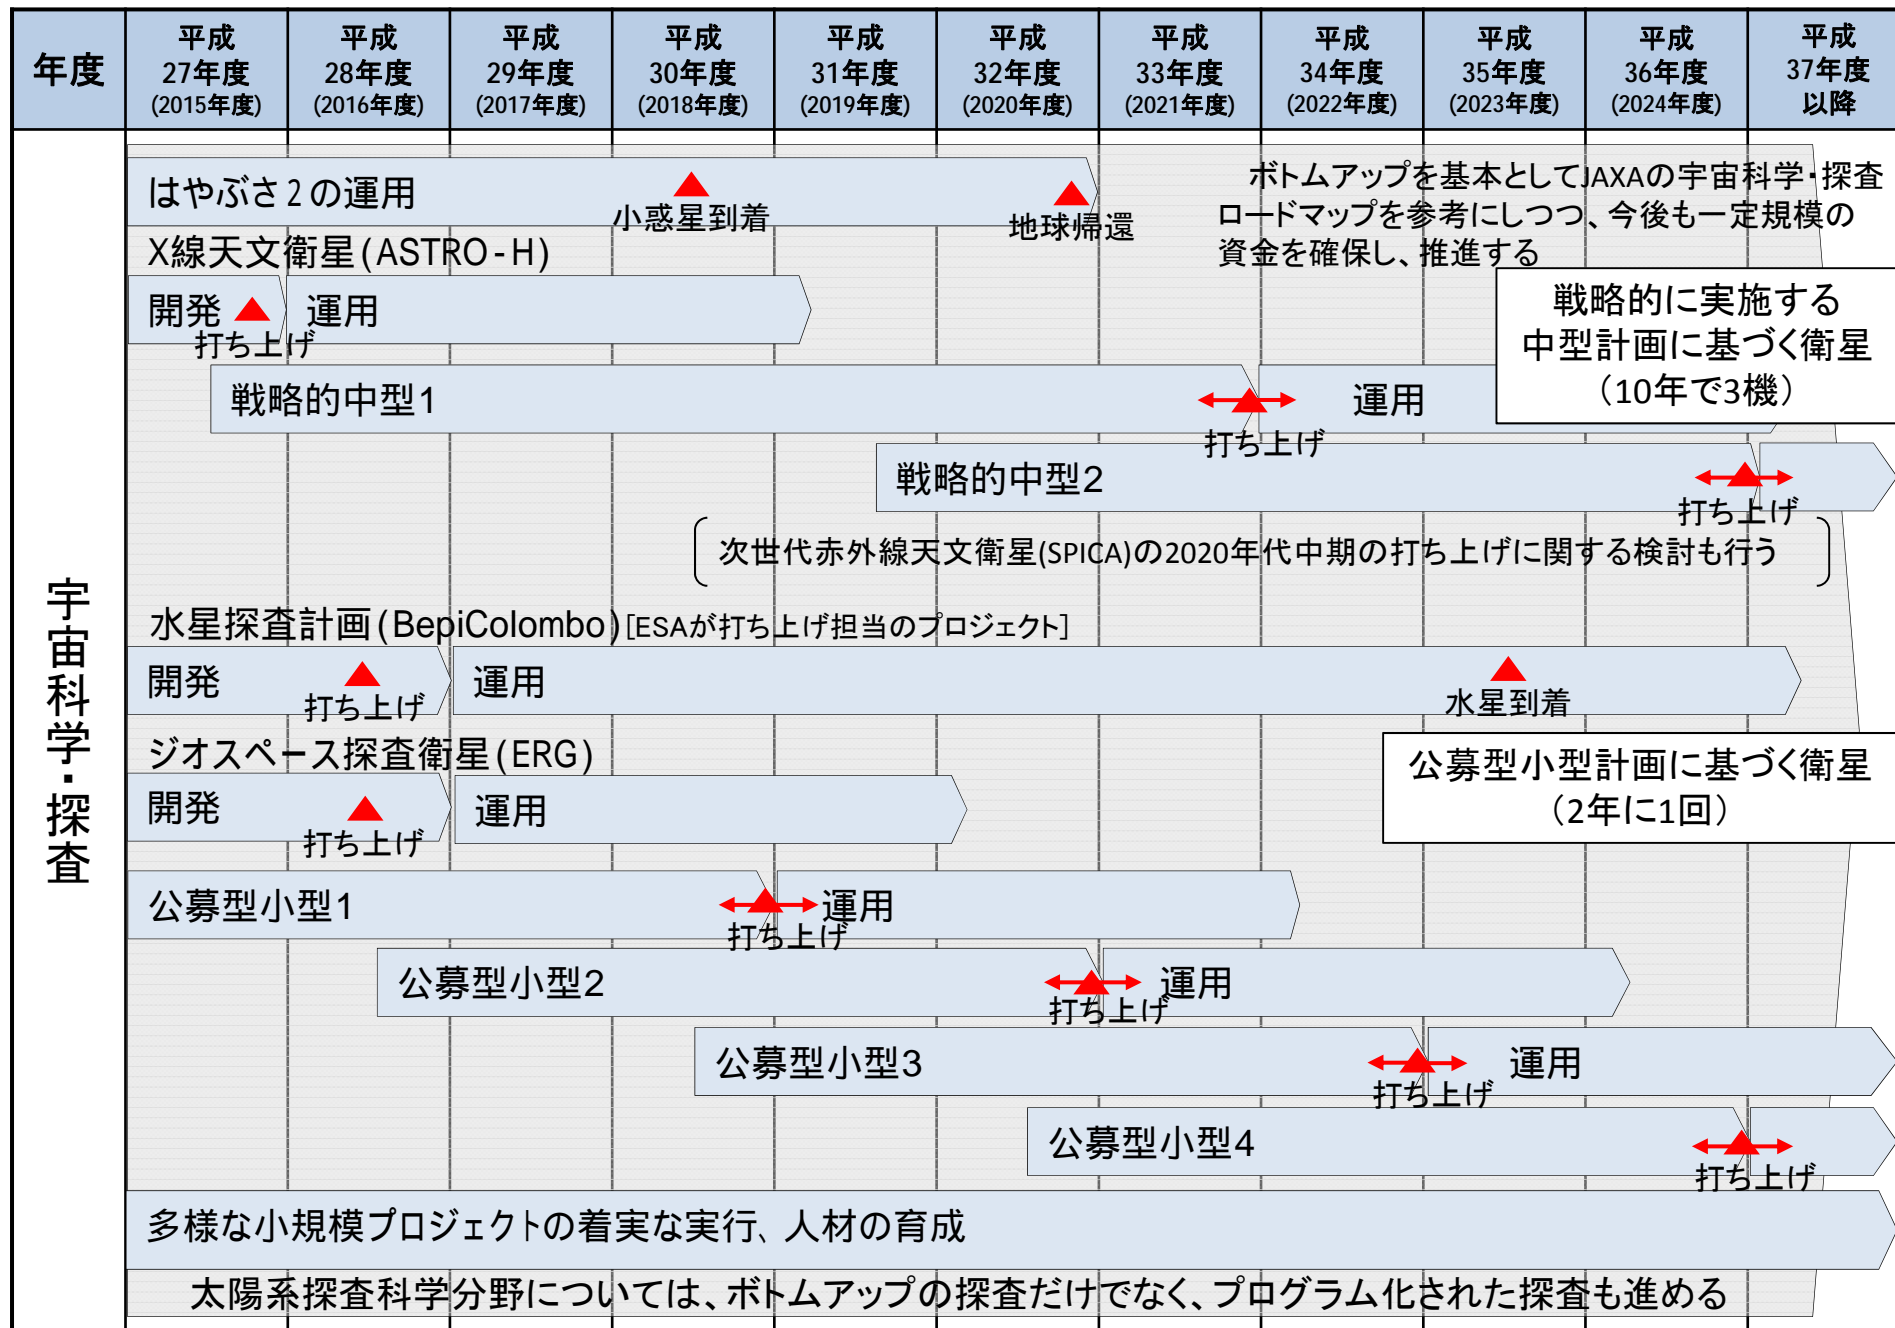 年度
平成
27年度
(2015年度)
平成
28年度
(2016年度)
平成
29年度
(2017年度)
平成
30年度
(2018年度)
平成
31年度
(2019年度)
平成
32年度
(2020年度)
平成
33年度
(2021年度)
平成
34年度
(2022年度)
平成
35年度
(2023年度)
平成
36年度
(2024年度)
平成
37年度
以降
宇宙科学・探査
はやぶさ2の運用
小惑星到着
地球帰還
ボトムアップを基本としてJAXAの宇宙科学・探査
ロードマップを参考にしつつ、今後も一定規模の
資金を確保し、推進する
X線天文衛星(ASTRO-H)
開発
打ち上げ
運用
戦略的に実施する
中型計画に基づく衛星
(10年で3機)
戦略的中型1
打ち上げ
運用
戦略的中型2
打ち上げ
次世代赤外線天文衛星(SPICA)の2020年代中期の打ち上げに関する検討も行う
水星探査計画(BepiColombo)[ESAが打ち上げ担当のプロジェクト]
開発
打ち上げ
運用
水星到着
ジオスペース探査衛星(ERG)
開発
打ち上げ
運用
公募型小型計画に基づく衛星
(2年に1回)
公募型小型1
打ち上げ
運用
公募型小型2
打ち上げ
運用
公募型小型3
打ち上げ
運用
公募型小型4
打ち上げ
多様な小規模プロジェクトの着実な実行、人材の育成
太陽系探査科学分野については、ボトムアップの探査だけでなく、プログラム化された探査も進める